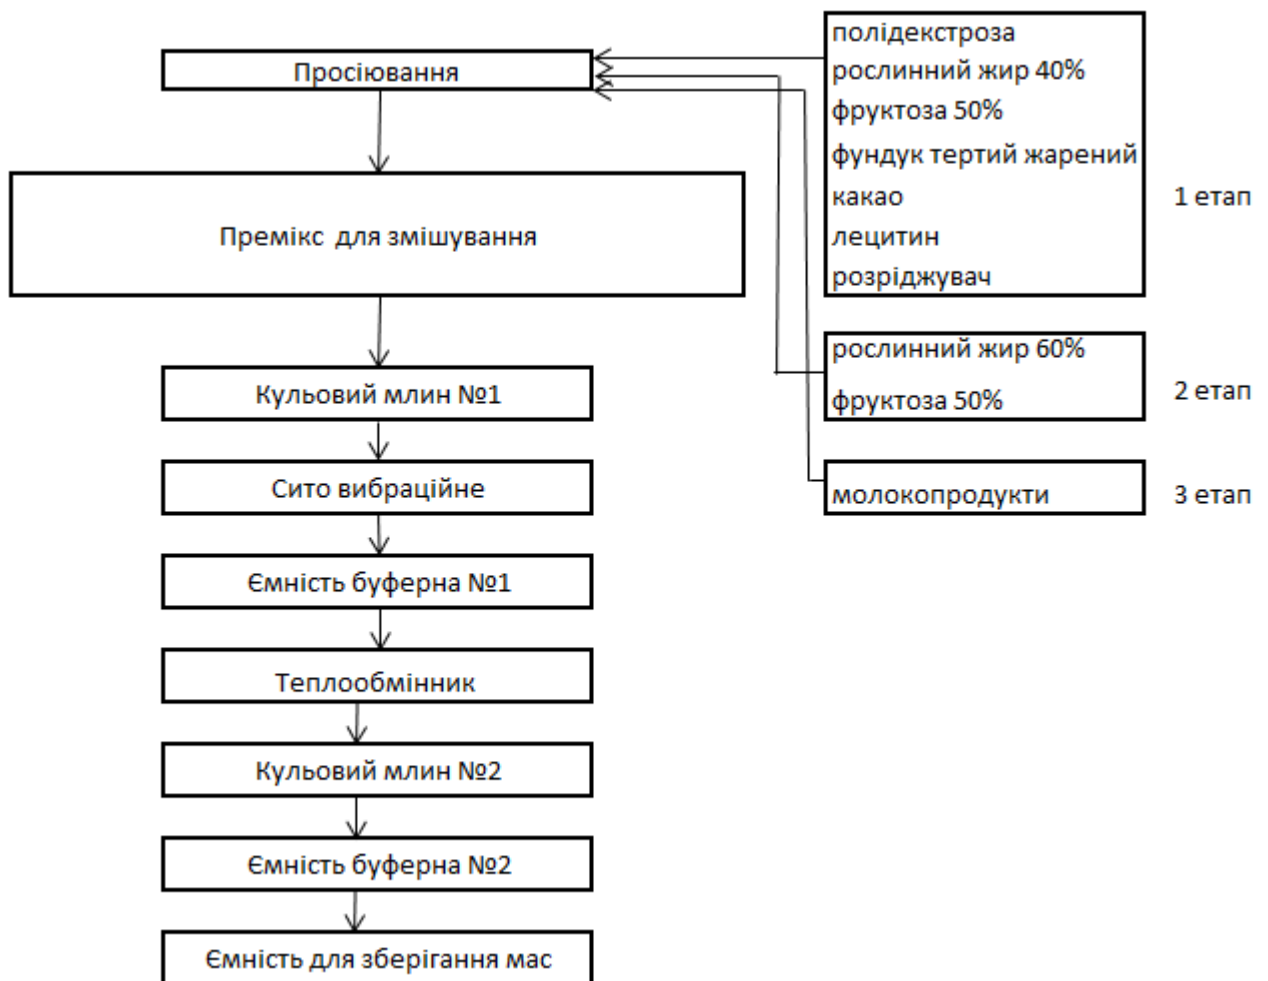 Просіювання
Премікс для змішування
Кульовий млин №1
Сито вибраційне
Ємність буферна №1
Теплообмінник
Кульовий млин №2
Ємність буферна №2
Ємність для зберігання мас
полідекстроза
рослинний жир 40%
фруктоза 50%
фундук тертий жарений
какао
лецитин
розріджувач
1 етап
рослинний жир 60%
фруктоза 50%
2 етап
молокопродукти
3 етап